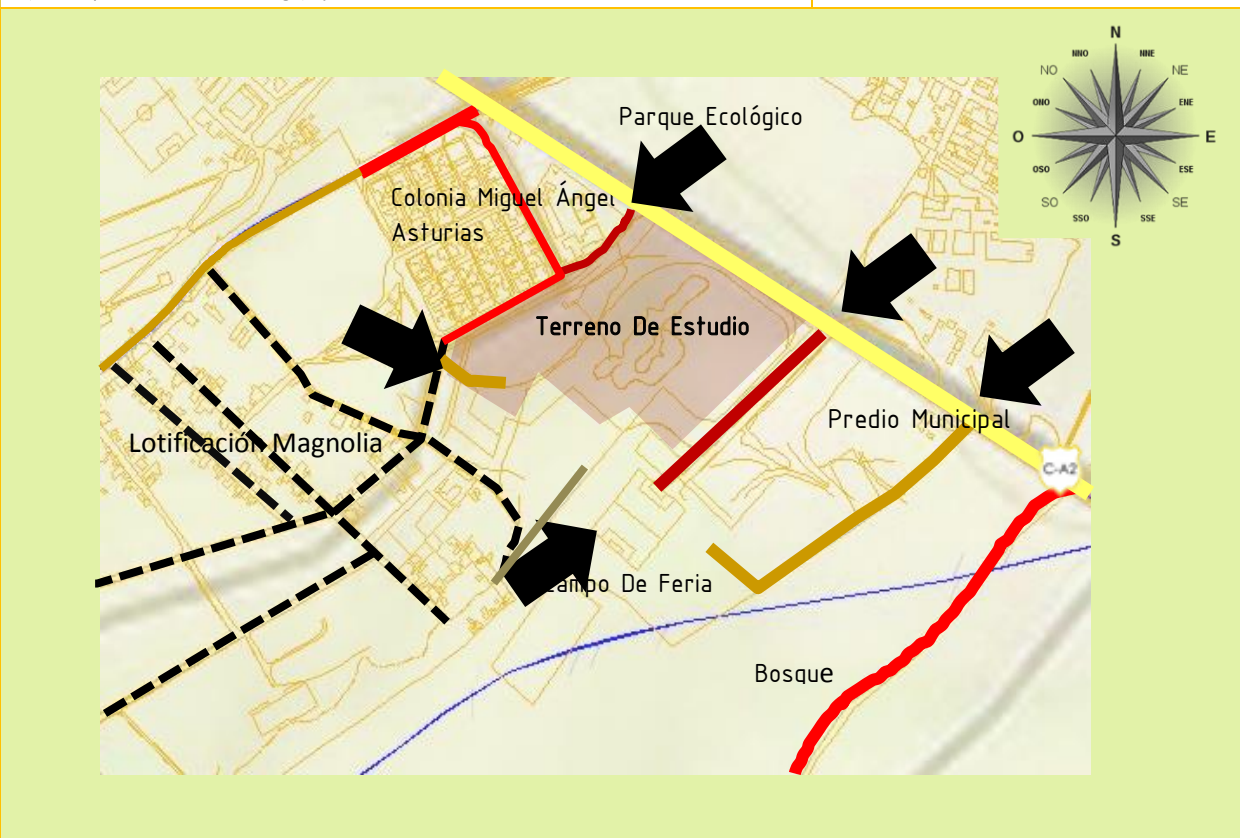 N
NNO
NNE
NO
NE
ONO
ENE
O
E
OSO
ESE
SO
SE
SSO
SSE
S
Parque Ecológico
Colonia Miguel Ángel
Asturias
Terreno De Estudio
Predio Municipal
Lotificación Magnolia
C-A2
Campo De Feria
Bosque